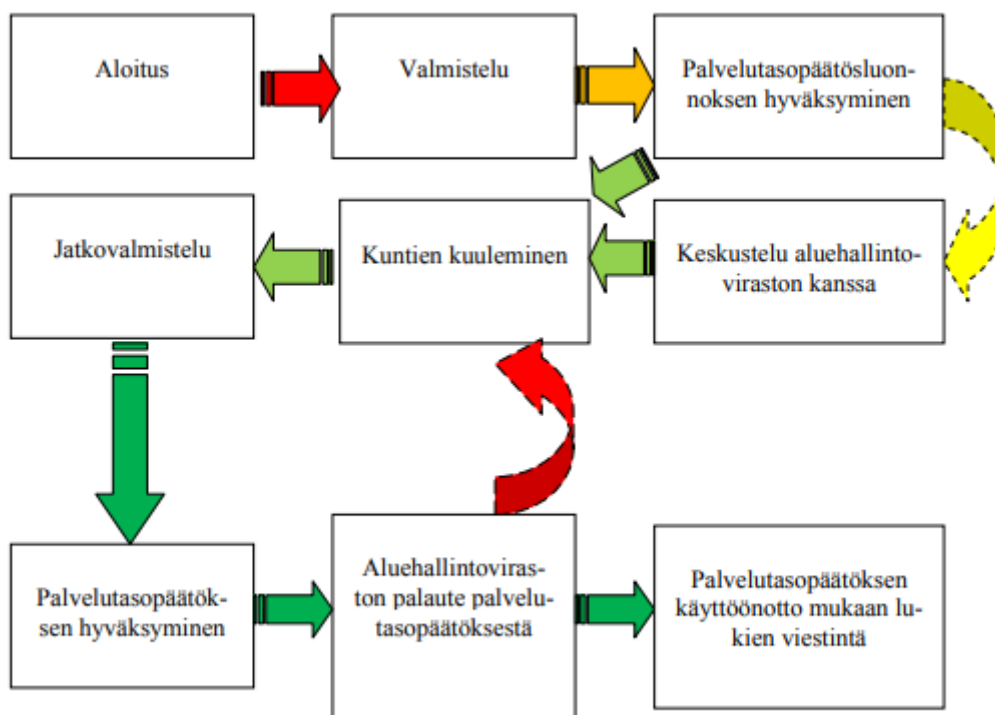 Aloitus
Valmistelu
Palvelutasopäätösluon-
noksen hyväksyminen
Jatkovalmistelu
Kuntien kuuleminen
Keskustelu aluehallinto-
viraston kanssa
Palvelutasopäätök-
sen hyväksyminen
Aluehallintoviras-
ton palaute palvelu-
tasopäätöksestä
Palvelutasopäätöksen
käyttöönotto mukaan lu-
kien viestintä